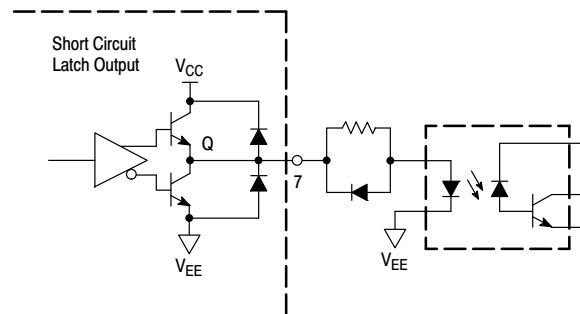 Short Circuit
Latch Output
VCC
Q
7
VEE
VEE